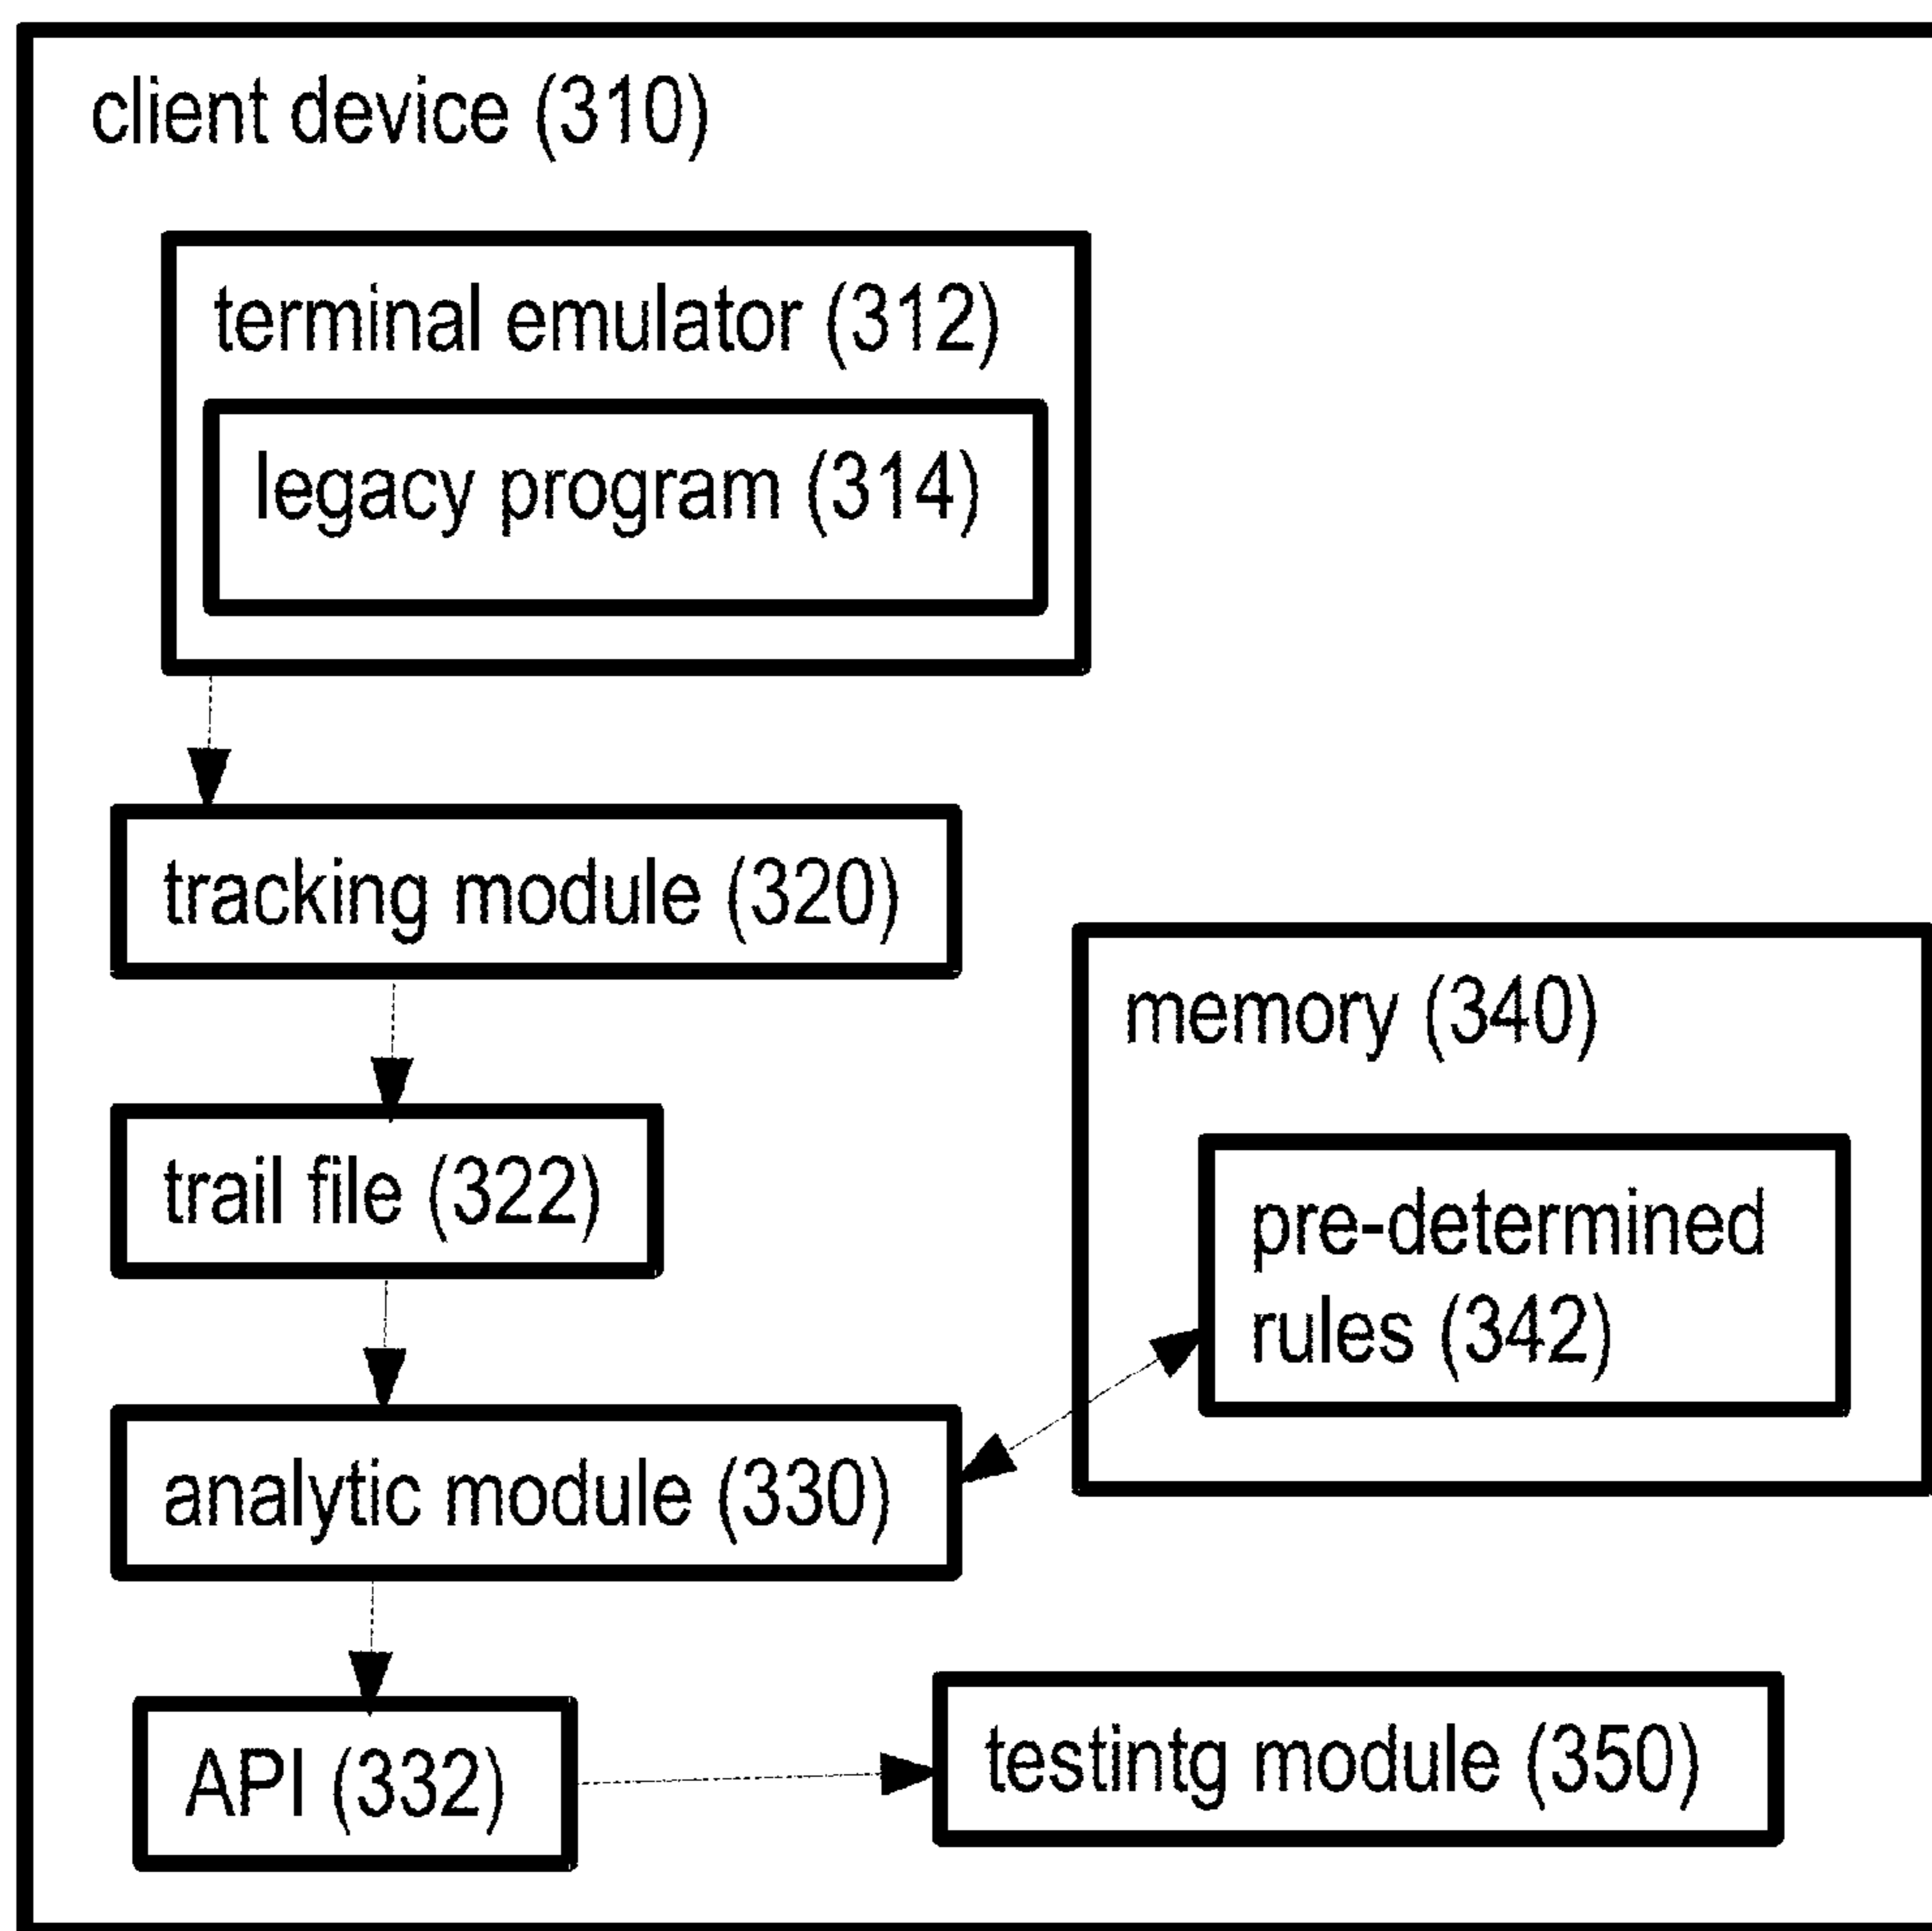 client device (310)
terminal emulator (312)
legacy program (314)
tracking module (320)
memory (340)
trail file (322)
pre-determined
rules (342)
analytic module (330)
API (332)
testintg module (350)